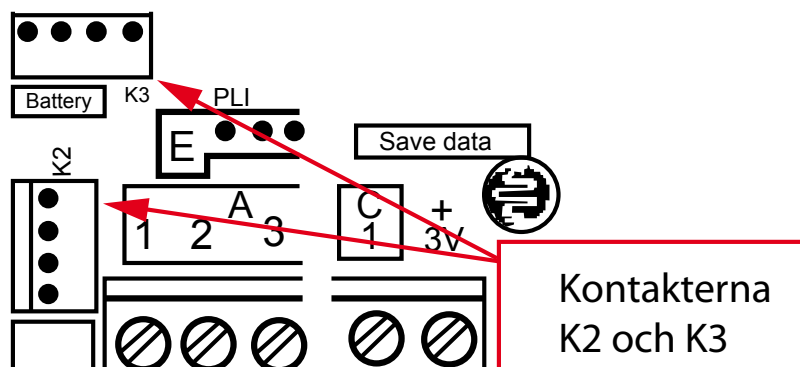 Battery
K3
PLI
E
Save data
K2
A
1 2 3
C
1
+
3V
Kontakterna
K2 och K3